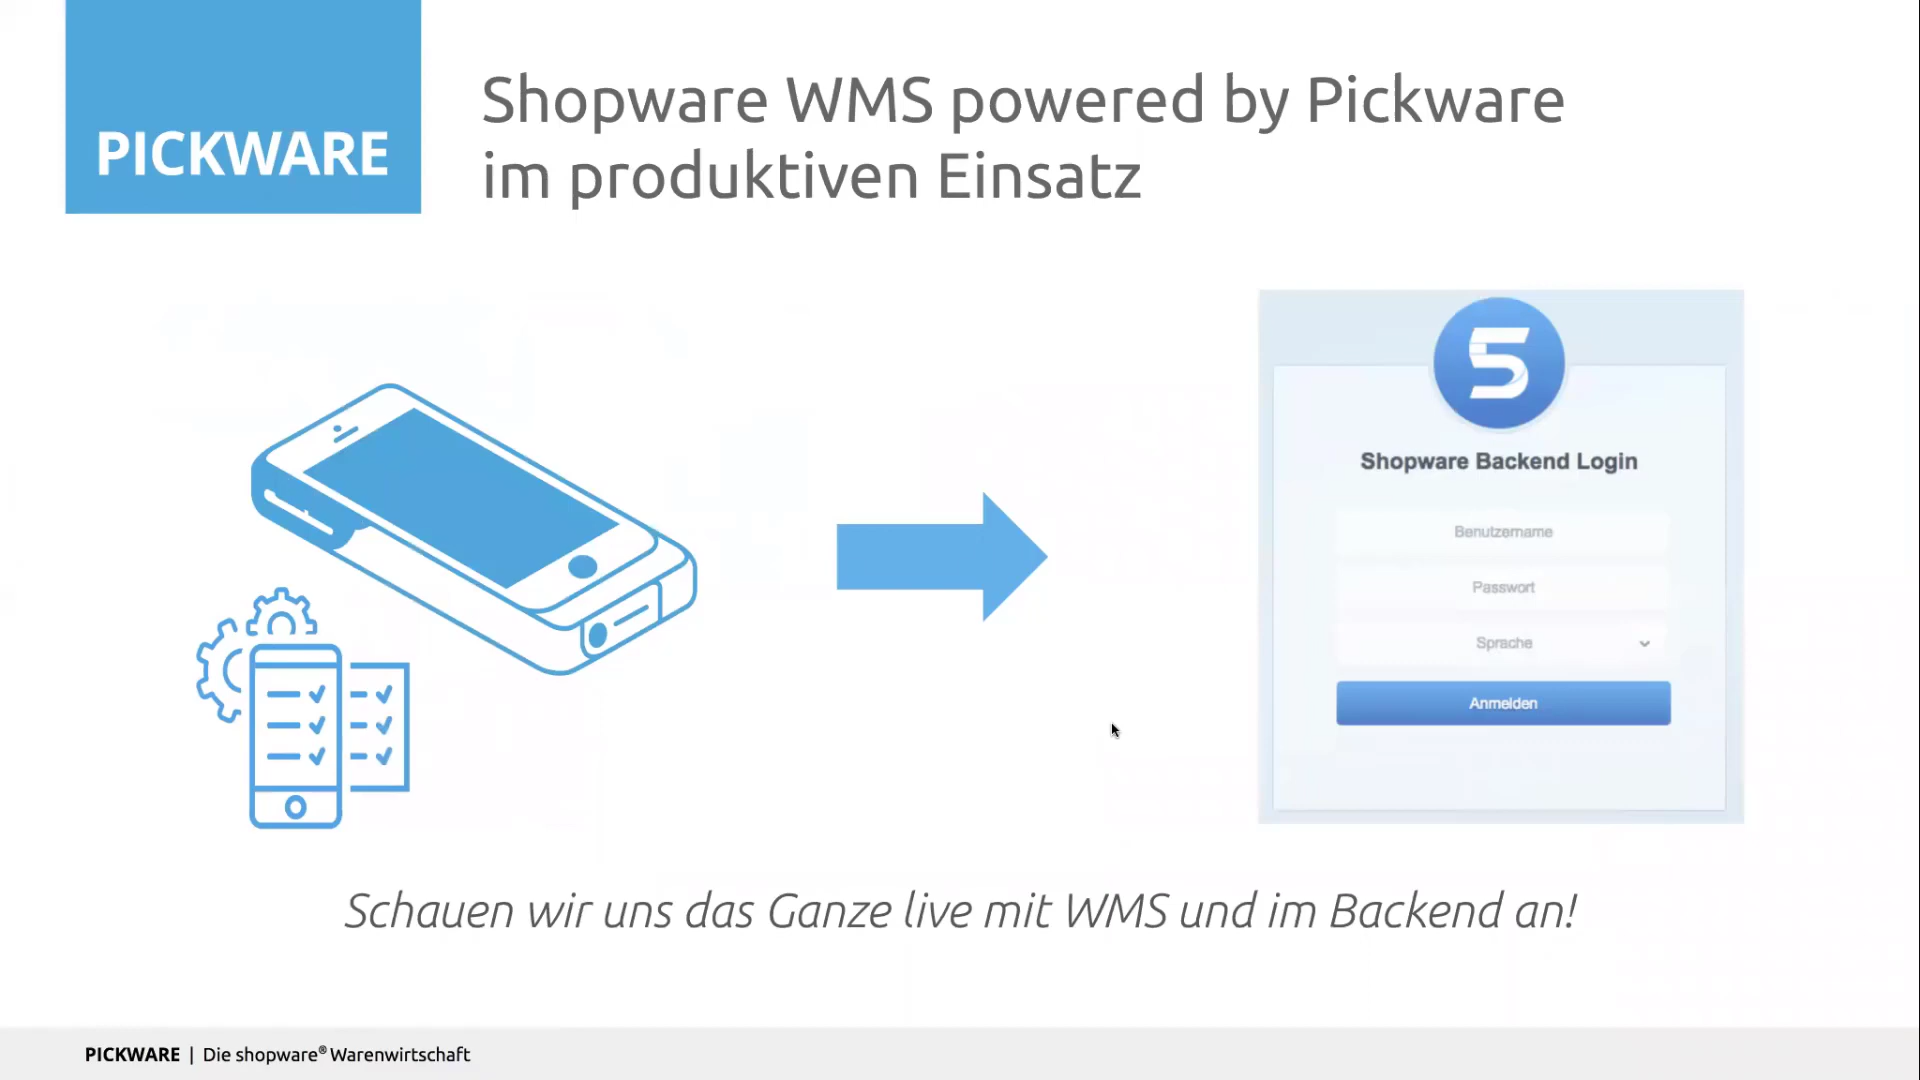 PICKWARE
Shopware WMS powered by Pickware
im produktiven Einsatz
Shopware Backend Login
Benutzername
Passwort
Sprache
Anmelden
Schauen wir uns das Ganze live mit WMS und im Backend an!
PICKWARE | Die shopware® Warenwirtschaft